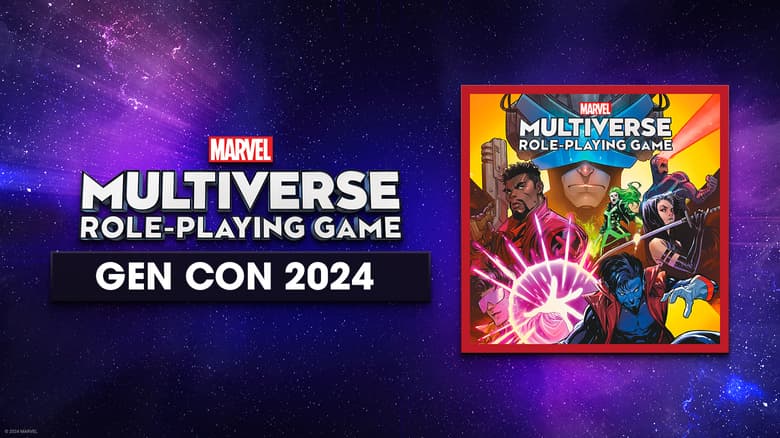 MARVEL
MULTIVERSE
ROLE-PLAYING GAME
GEN CON 2024
MARVEL
MULTIVERSE
ROLE-PLAYING GAME
© 2024 MARVEL